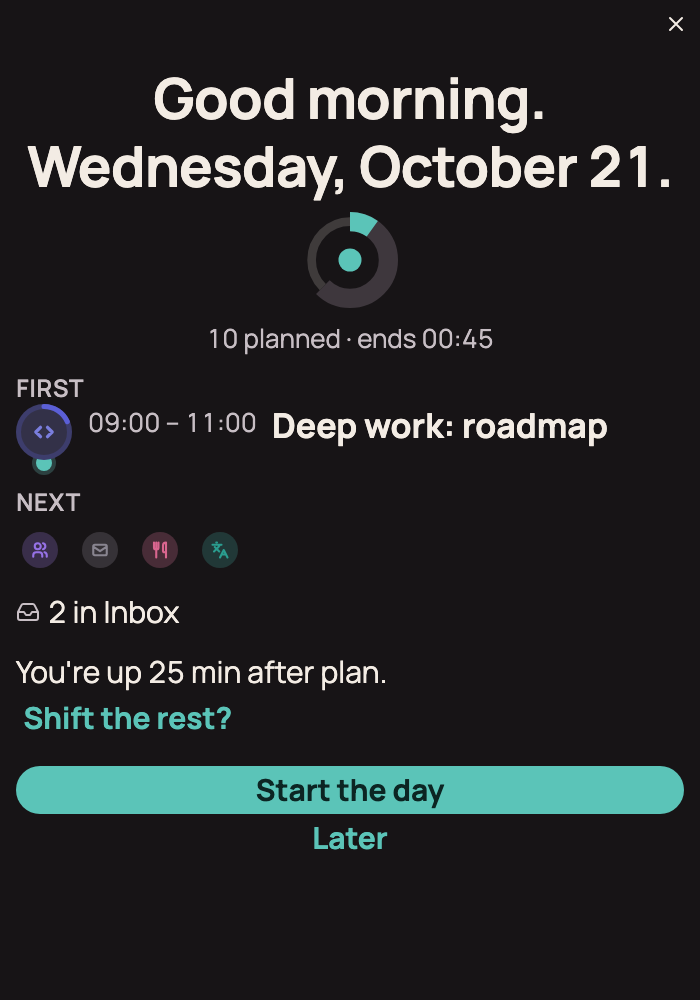 Good morning.
Wednesday, October 21.
10 planned · ends 00:45
FIRST
09:00 – 11:00 Deep work: roadmap
NEXT
2 in Inbox
You're up 25 min after plan.
Shift the rest?
Start the day
Later